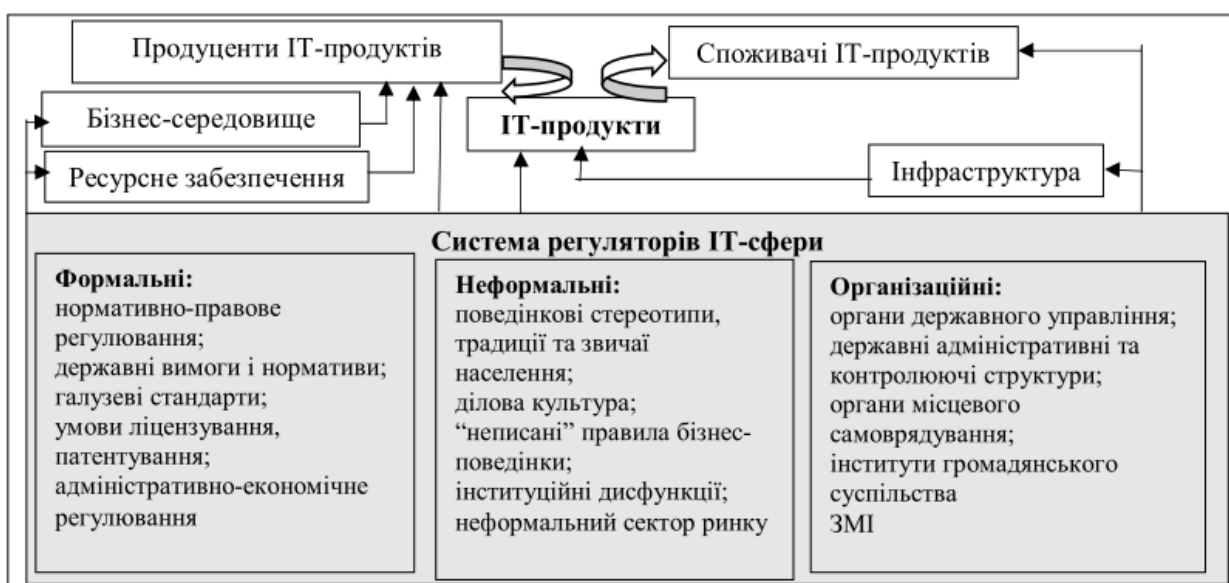 Продуценти ІТ-продуктів
Споживачі ІТ-продуктів
Бізнес-середовище
ІТ-продукти
Ресурсне забезпечення
Інфраструктура
Система регуляторів ІТ-сфери
Формальні:
нормативно-правове
регулювання;
державні вимоги і нормативи;
галузеві стандарти;
умови ліцензування,
патентування;
адміністративно-економічне
регулювання
Неформальні:
поведінкові стереотипи,
традиції та звичаї
населення;
ділова культура;
“неписані” правила бізнес-
поведінки;
інституційні дисфункції;
неформальний сектор ринку
Організаційні:
органи державного управління;
державні адміністративні та
контролюючі структури;
органи місцевого
самоврядування;
інститути громадянського
суспільства
ЗМІ